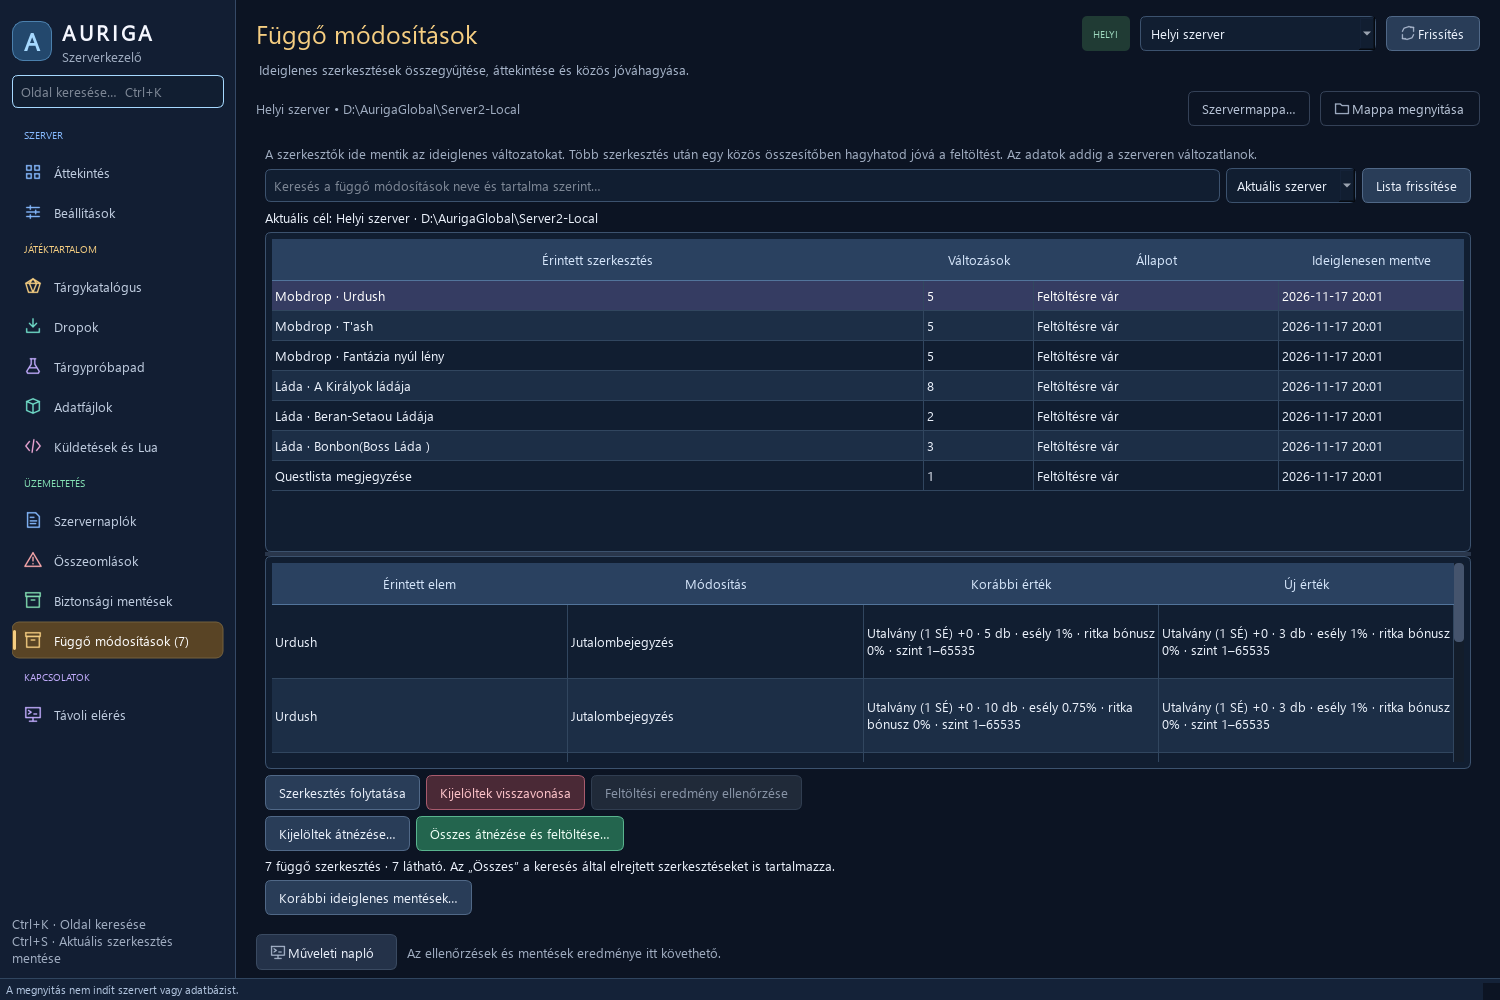 A
AURIGA
Szerverkezelő
Oldal keresése... Ctrl+K
SZERVER
Áttekintés
Beállítások
JÁTÉKTARTALOM
Tárgykatalógus
Dropok
Tárgypróbapad
Adatfájlok
Küldetések és Lua
ÜZEMELTETÉS
Szervernaplók
Összeomlások
Biztonsági mentések
Függő módosítások (7)
KAPCSOLATOK
Távoli elérés
Ctrl+K · Oldal keresése
Ctrl+S · Aktuális szerkesztés
mentése
Függő módosítások
HELYI
Helyi szerver
Frissítés
Ideiglenes szerkesztések összegyűjtése, áttekintése és közös jóváhagyása.
Helyi szerver • D:\AurigaGlobal\Server2-Local
Szervermappa...
Mappa megnyitása
A szerkesztők ide mentik az ideiglenes változatokat. Több szerkesztés után egy közös összesítőben hagyhatod jóvá a feltöltést. Az adatok addig a szerveren változatlanok.
Keresés a függő módosítások neve és tartalma szerint...
Aktuális szerver
Lista frissítése
Aktuális cél: Helyi szerver · D:\AurigaGlobal\Server2-Local
Érintett szerkesztés Változások Állapot Ideiglenesen mentve
Mobdrop · Urdush 5 Feltöltésre vár 2026-11-17 20:01
Mobdrop · T'ash 5 Feltöltésre vár 2026-11-17 20:01
Mobdrop · Fantázia nyúl lény 5 Feltöltésre vár 2026-11-17 20:01
Láda · A Királyok ládája 8 Feltöltésre vár 2026-11-17 20:01
Láda · Beran-Setaou Ládája 2 Feltöltésre vár 2026-11-17 20:01
Láda · Bonbon(Boss Láda ) 3 Feltöltésre vár 2026-11-17 20:01
Questlista megjegyzése 1 Feltöltésre vár 2026-11-17 20:01
Érintett elem Módosítás Korábbi érték Új érték
Urdush Jutalombejegyzés
Utalvány (1 SÉ) +0 · 5 db · esély 1% · ritka bónusz
0% · szint 1–65535
Utalvány (1 SÉ) +0 · 3 db · esély 1% · ritka bónusz
0% · szint 1–65535
Urdush Jutalombejegyzés
Utalvány (1 SÉ) +0 · 10 db · esély 0.75% · ritka
bónusz 0% · szint 1–65535
Utalvány (1 SÉ) +0 · 3 db · esély 1% · ritka bónusz
0% · szint 1–65535
Szerkesztés folytatása
Kijelöltek visszavonása
Feltöltési eredmény ellenőrzése
Kijelöltek átnézése...
Összes átnézése és feltöltése...
7 függő szerkesztés · 7 látható. Az „Összes” a keresés által elrejtett szerkesztéseket is tartalmazza.
Korábbi ideiglenes mentések...
Műveleti napló
Az ellenőrzések és mentések eredménye itt követhető.
A megnyitás nem indít szervert vagy adatbázist.